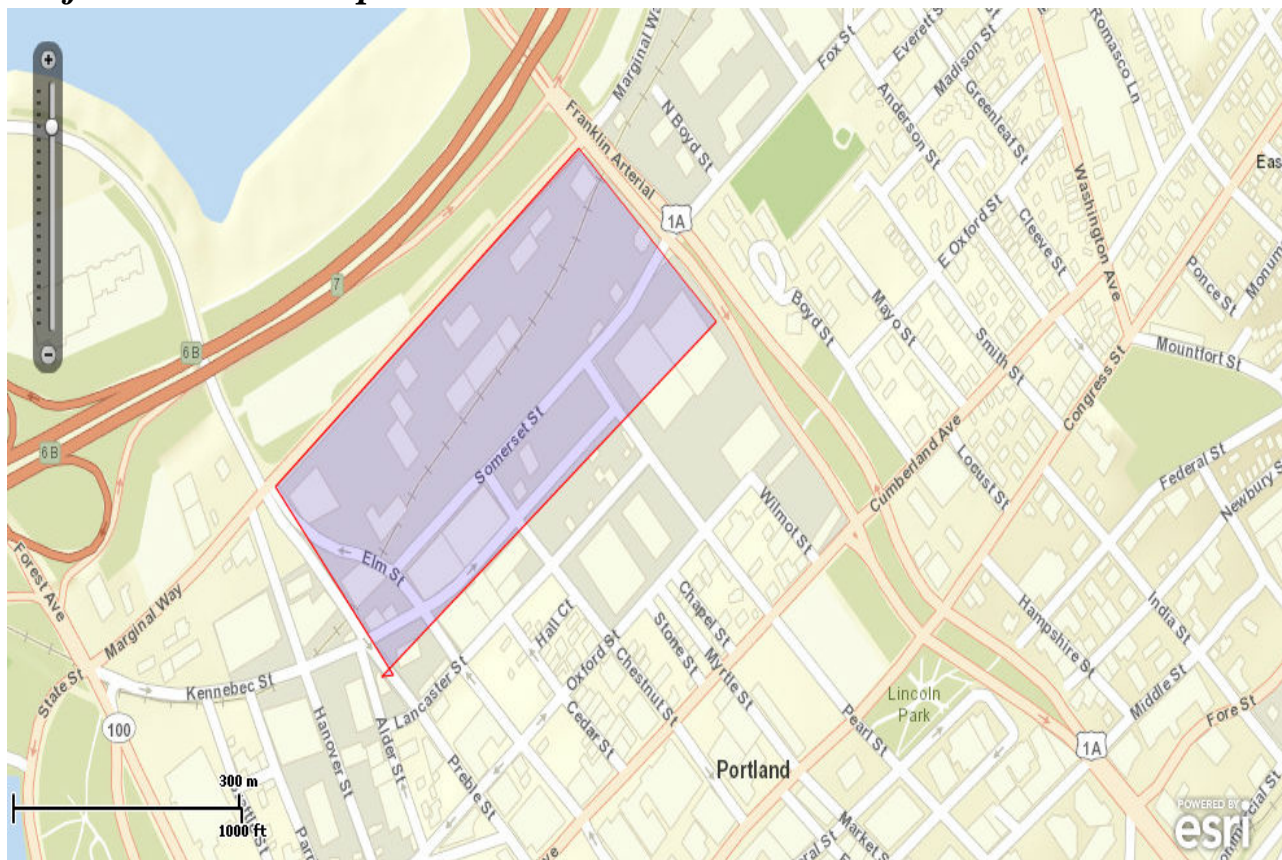 +
-
Marginal Way
Fox St
Everett S
Madison St
Romasco Ln
N Boyd St
Anderson St
Greenleaf St
Franklin Arterial
1A
Washington Ave
Eas
7
E Oxford St
Cleeve St
Ponce St
Monum
Boyd St
Mayo St
Smith St
Mountfort St
6 B
Somerset St
Congress St
Cumberland Ave
Locust St
Federal St
Newbury S
6 B
Wilmot St
Elm St
Forest Ave
Marginal Way
Hall Ct
Chapel St
Hampshire St
India St
Stone St
Oxford St
Chestnut St
Myrtle St
State St
Kennebec St
Lancaster St
Cedar St
Middle St
Lincoln
Park
Fore St
100
Hanover St
Alder St
Pearl St
Preble St
1A
Portland
300 m
1000 ft
Market S
POWERED BY
esri